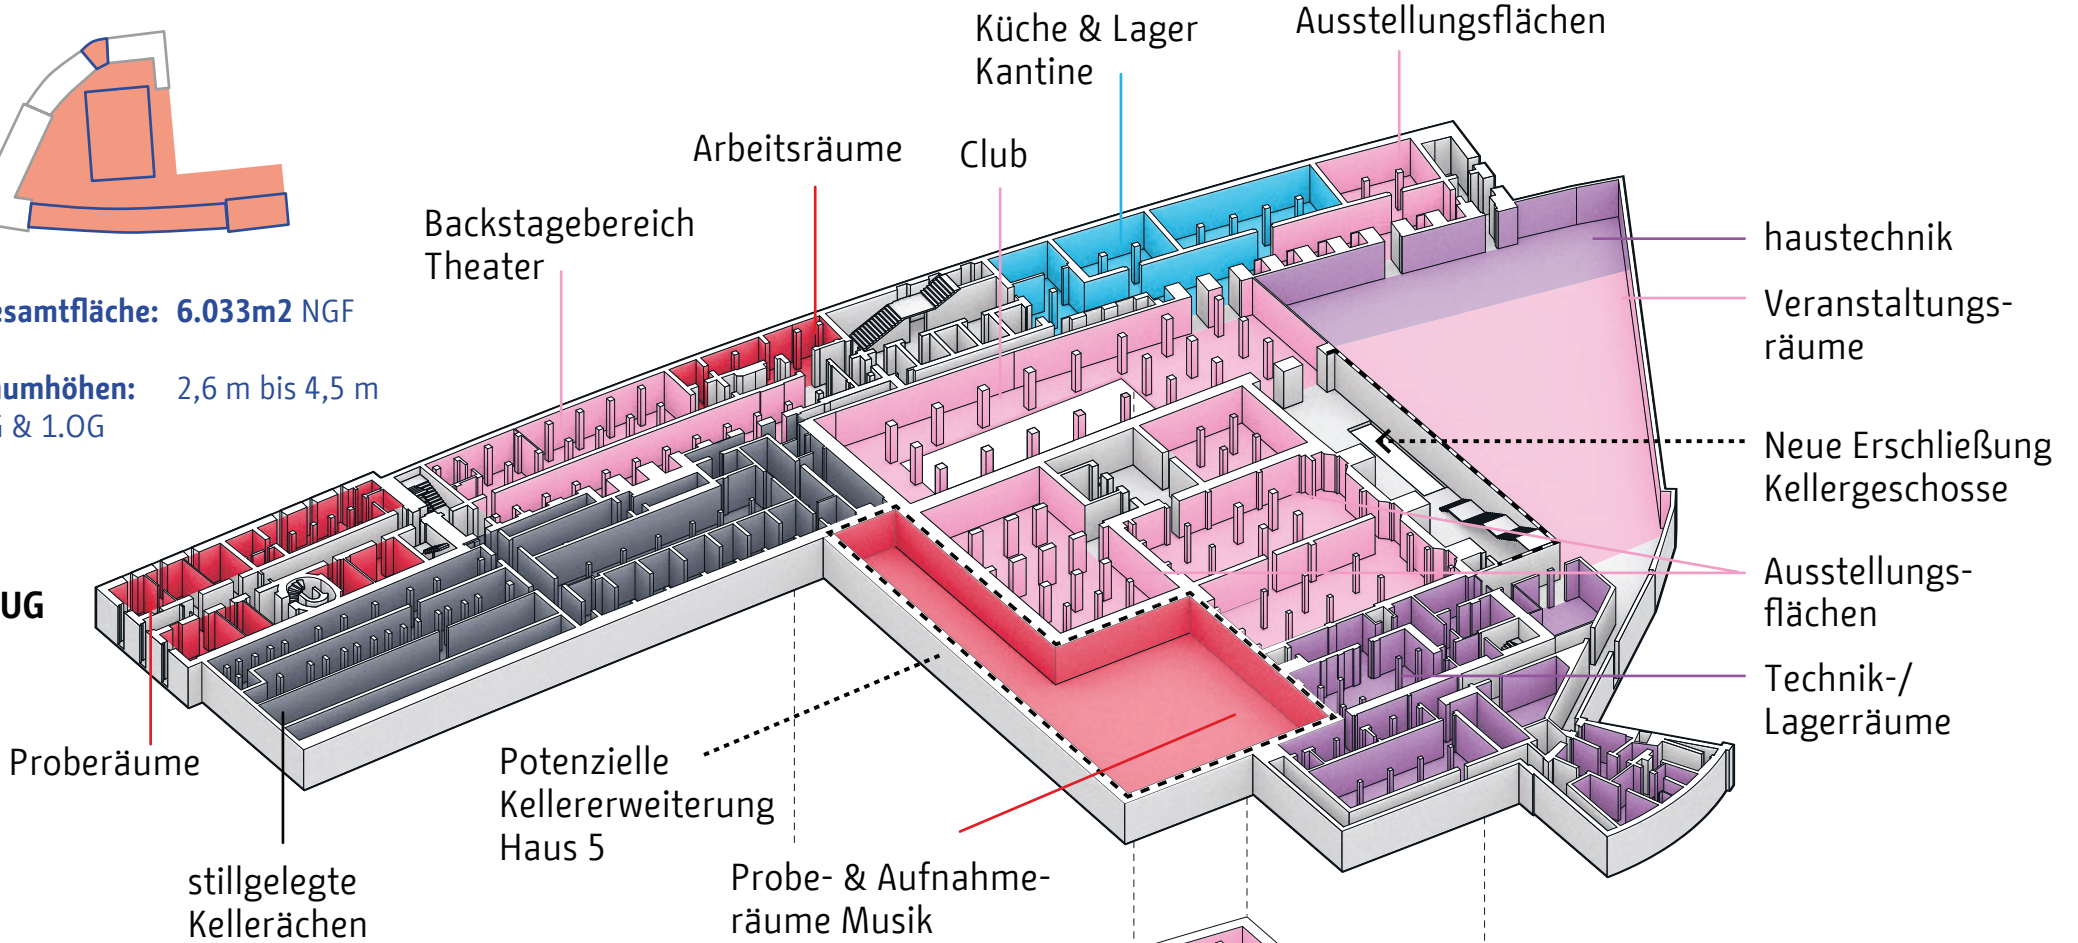 Küche & Lager
Kantine
Ausstellungsflächen
Arbeitsräume
Club
Backstagebereich
Theater
haustechnik
Veranstaltungs-
räume
esamtfläche: 6.033m2 NGF
umhöhen: 2,6 m bis 4,5 m
& 1.OG
Neue Erschließung
Kellergeschosse
Ausstellungs-
flächen
UG
Technik-/
Lagerräume
Proberäume
Potenzielle
Kellererweiterung
Haus 5
stillgelegte
Kellerächen
Probe- & Aufnahme-
räume Musik